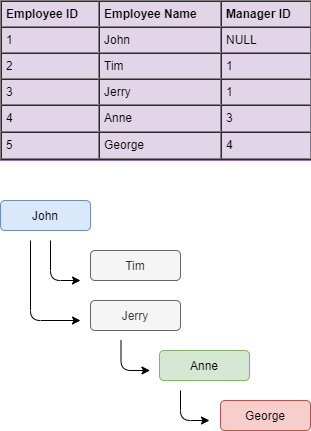 Employee ID Employee Name Manager ID
1 John NULL
2 Tim 1
3 Jerry 1
4 Anne 3
5 George 4
John
Tim
Jerry
Anne
George